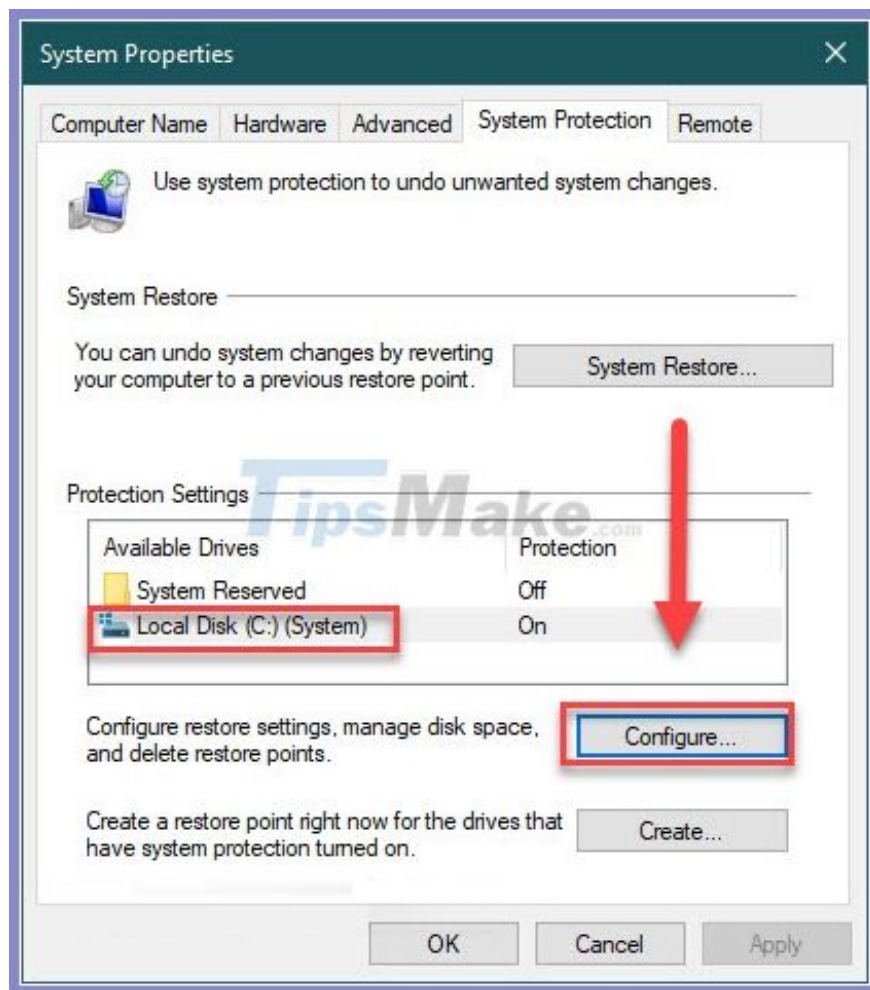 System Properties
Computer Name Hardware Advanced System Protection Remote
Use system protection to undo unwanted system changes.
System Restore
You can undo system changes by reverting
your computer to a previous restore point.
System Restore...
TipsMake.com
Protection Settings
Available Drives Protection
System Reserved Off
Local Disk (C:) (System) On
Configure restore settings, manage disk space,
and delete restore points.
Configure...
Create a restore point right now for the drives that
have system protection turned on.
Create...
OK Cancel Apply